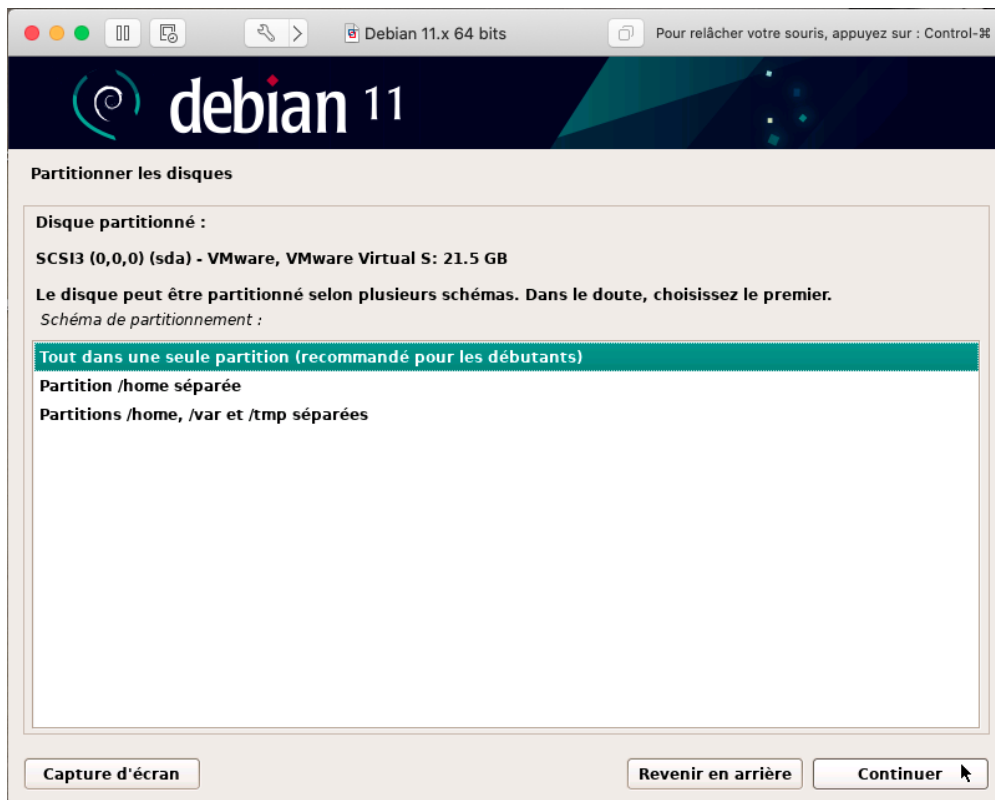 Debian 11.x 64 bits
Pour relâcher votre souris, appuyez sur : Control-⌘
debian 11
Partitionner les disques
Disque partitionné :
SCSI3 (0,0,0) (sda) - VMware, VMware Virtual S: 21.5 GB
Le disque peut être partitionné selon plusieurs schémas. Dans le doute, choisissez le premier.
Schéma de partitionnement :
Tout dans une seule partition (recommandé pour les débutants)
Partition /home séparée
Partitions /home, /var et /tmp séparées
Capture d'écran
Revenir en arrière
Continuer